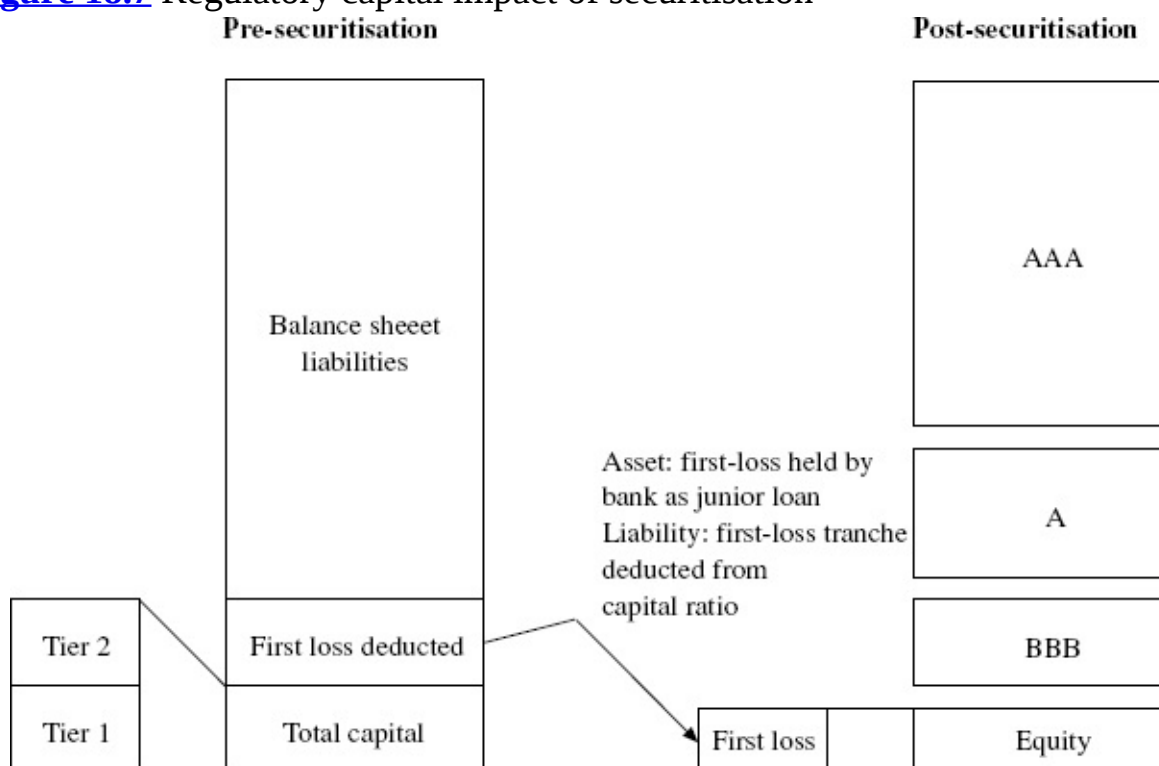 Regulatory capital impact of securitisation
Pre-securitisation
Post-securitisation
Balance sheeet
liabilities
AAA
Asset: first-loss held by
bank as junior loan
Liability: first-loss tranche
deducted from
capital ratio
A
Tier 2
First loss deducted
BBB
Tier 1
Total capital
First loss
Equity